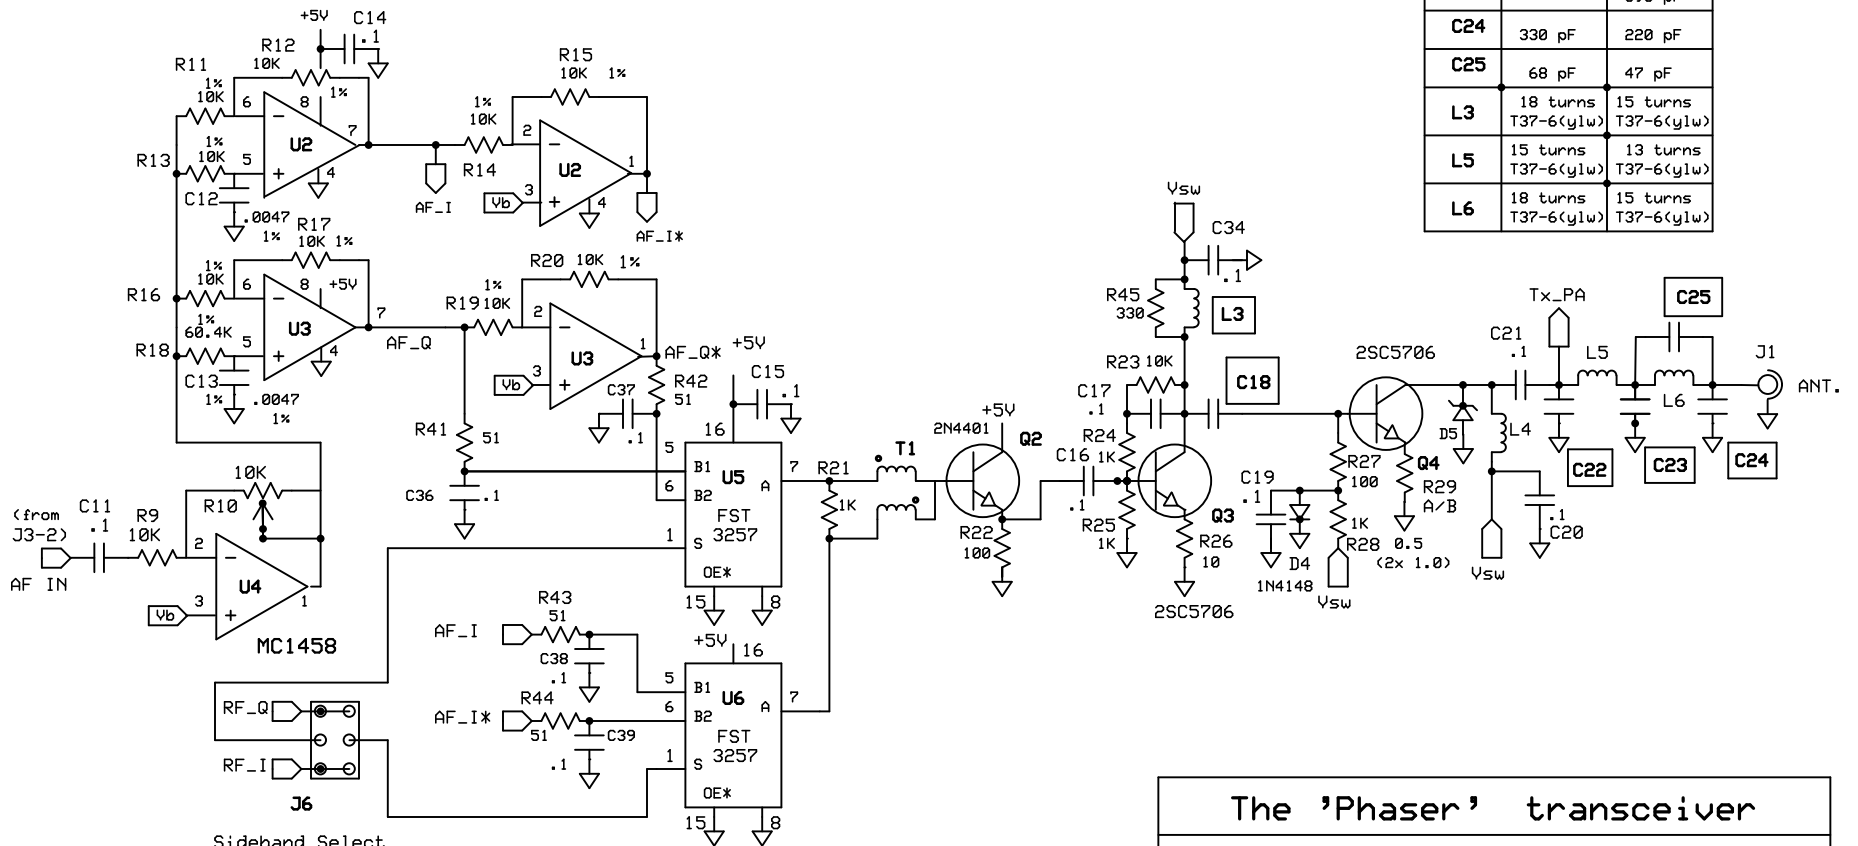 +5V
C14
.1
R12
10K
1%
R11
1%
10K
6
8
7
U2
5
4
R13
1%
10K
C12
.0047
1%
AF_I
R15
10K 1%
1%
10K
R14
2
U2
1
3
Vb
4
AF_I*
R17
10K 1%
R16
1%
10K
6
8
+5V
7
U3
5
4
R18
1%
60.4K
C13
1%
.0047
1%
AF_Q
R20 10K 1%
1%
R19 10K
2
U3
1
3
Vb
AF_Q*
R42
51
C37
.1
R41
51
C36
.1
+5V
C15
.1
16
5
B1
6
B2
U5
A
7
FST
3257
1
S
OE*
15
8
10K
R10
(from
J3-2)
C11
.1
R9
10K
AF IN
2
U4
1
3
Vb
MC1458
AF_I
R43
51
C38
.1
AF_I*
R44
51
C39
.1
+5V
16
5
B1
6
B2
U6
A
7
FST
3257
1
S
OE*
15
8
RF_Q
RF_I
J6
Sideband Select
R21
1K
T1
+5V
2N4401
Q2
R22
100
C16
.1
Vsw
C34
.1
R45
330
L3
R23 10K
C17
.1
R24
1K
R25
1K
C18
Q3
R26
10
2SC5706
C19
.1
D4
1N4148
R27
100
1K
R28
Vsw
2SC5706
Q4
R29
A/B
0.5
(2x 1.0)
D5
L4
C21
.1
Tx_PA
L5
C25
L6
J1
ANT.
C22
C23
C24
.1
C20
Vsw
C24 330 pF 220 pF
C25 68 pF 47 pF
L3 18 turns T37-6(ylw) 15 turns T37-6(ylw)
L5 15 turns T37-6(ylw) 13 turns T37-6(ylw)
L6 18 turns T37-6(ylw) 15 turns T37-6(ylw)
The 'Phaser' transceiver